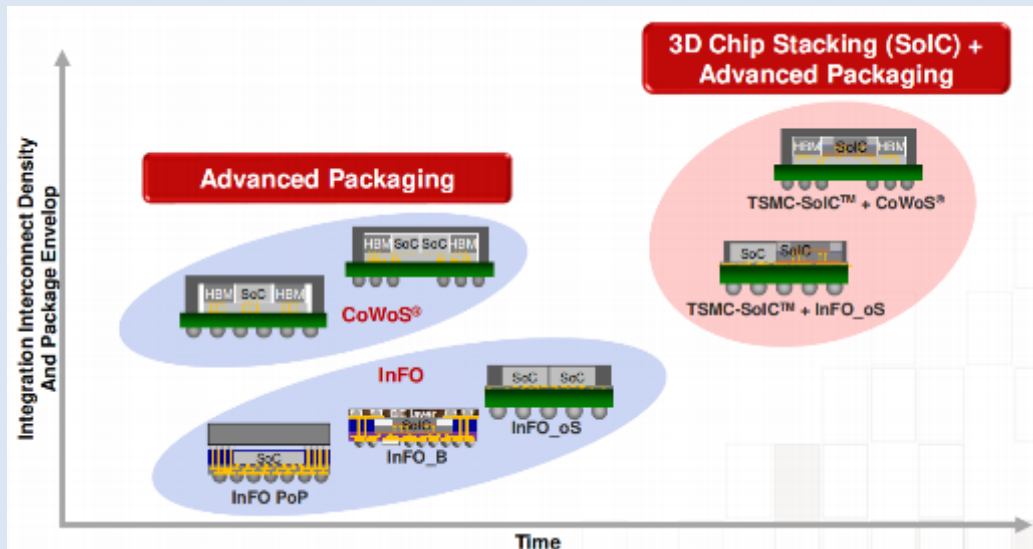 3D Chip Stacking (SoIC) +
Advanced Packaging
Advanced Packaging
Integration Interconnect Density
And Package Envelop
HBM SoIC HBM
TSMC-SoIC™ + CoWoS®
HBM SoC SoC HBM
SoC SoIC
TSMC-SoIC™ + InFO_oS
HBM SoC HBM
CoWoS®
InFO
SoC SoC
InFO_oS
layer
SoIC
InFO_B
SoC
InFO PoP
Time